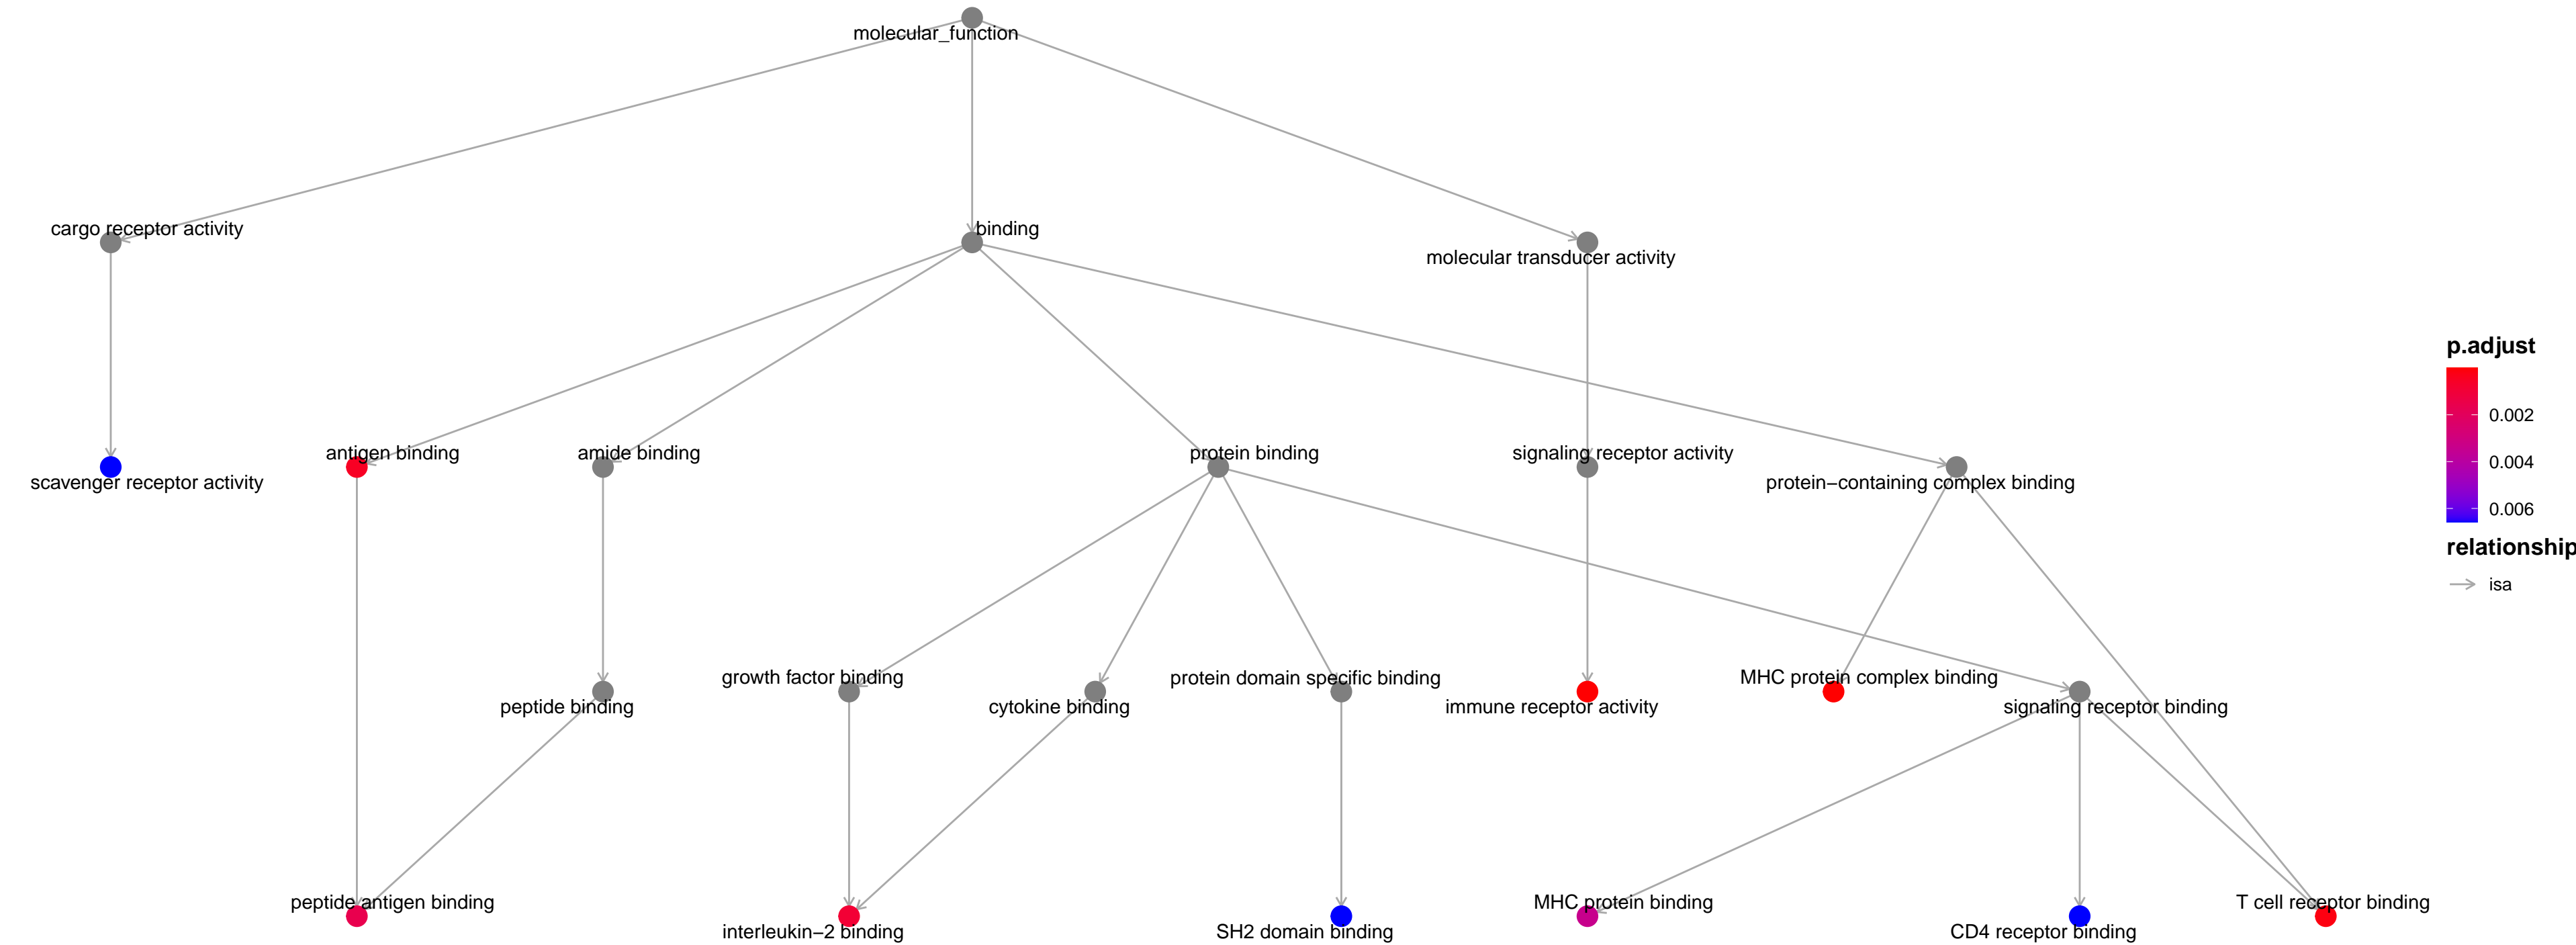 molecular_function
cargo receptor activity
binding
molecular transducer activity
p.adjust
0.002
0.004
0.006
relationship
isa
antigen binding
amide binding
protein binding
signaling receptor activity
scavenger receptor activity
protein−containing complex binding
growth factor binding
protein domain specific binding
MHC protein complex binding
peptide binding
cytokine binding
immune receptor activity
signaling receptor binding
peptide antigen binding
MHC protein binding
T cell receptor binding
interleukin−2 binding
SH2 domain binding
CD4 receptor binding